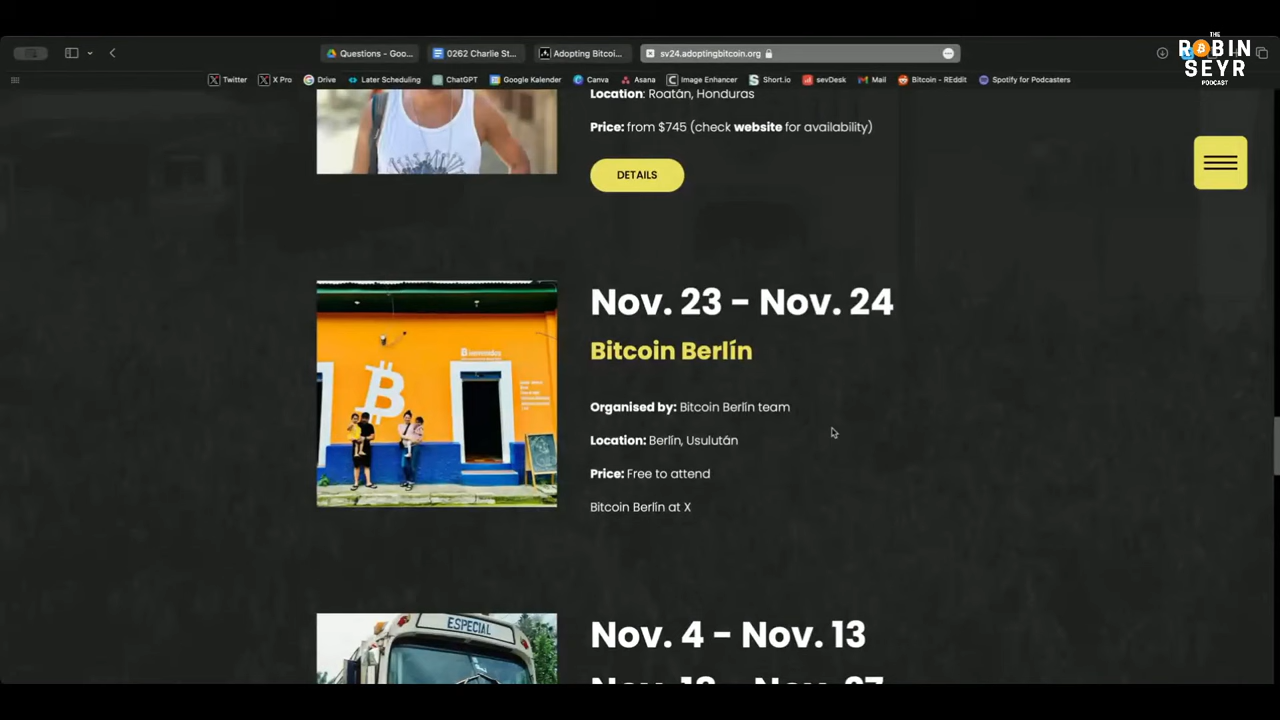 THE
ROBIN
SEYR
PODCAST
Questions - Goo...
0262 Charlie St...
Adopting Bitcoi...
sv24.adoptingbitcoin.org
Twitter
X Pro
Drive
Later Scheduling
ChatGPT
Google Kalender
Canva
Asana
Image Enhancer
Short.io
sevDesk
Mail
Bitcoin - REddit
Spotify for Podcasters
Location: Roatán, Honduras
Price: from $745 (check website for availability)
DETAILS
Nov. 23 - Nov. 24
Bitcoin Berlín
Organised by: Bitcoin Berlín team
Location: Berlín, Usulután
Price: Free to attend
Bitcoin Berlín at X
ESPECIAL
Nov. 4 - Nov. 13